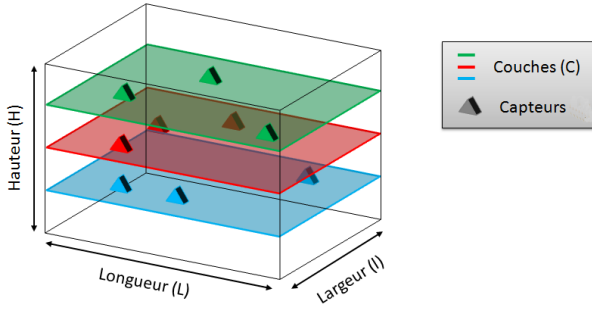 Hauteur (H)
Longueur (L)
Largeur (l)
Couches (C)
Capteurs